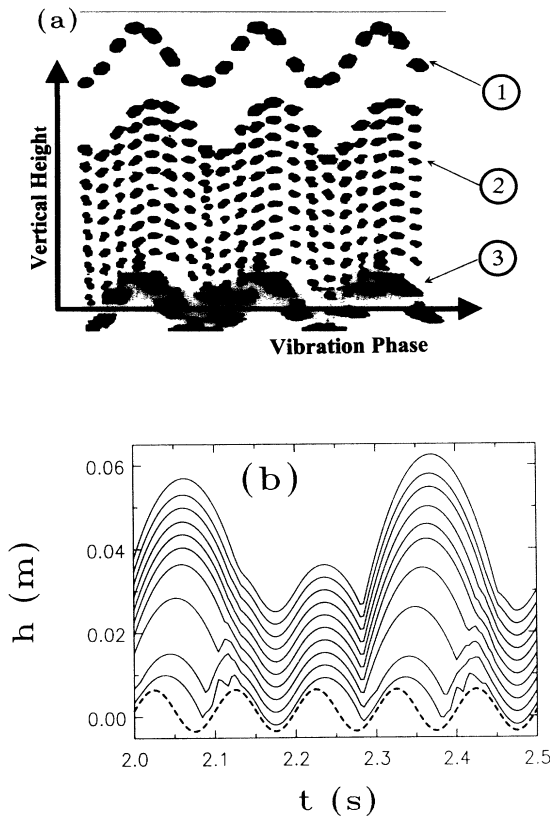 (a)
1
Vertical Height
2
3
Vibration Phase
(b)
0.06
0.04
0.02
0.00
h (m)
2.0 2.1 2.2 2.3 2.4 2.5
t (s)